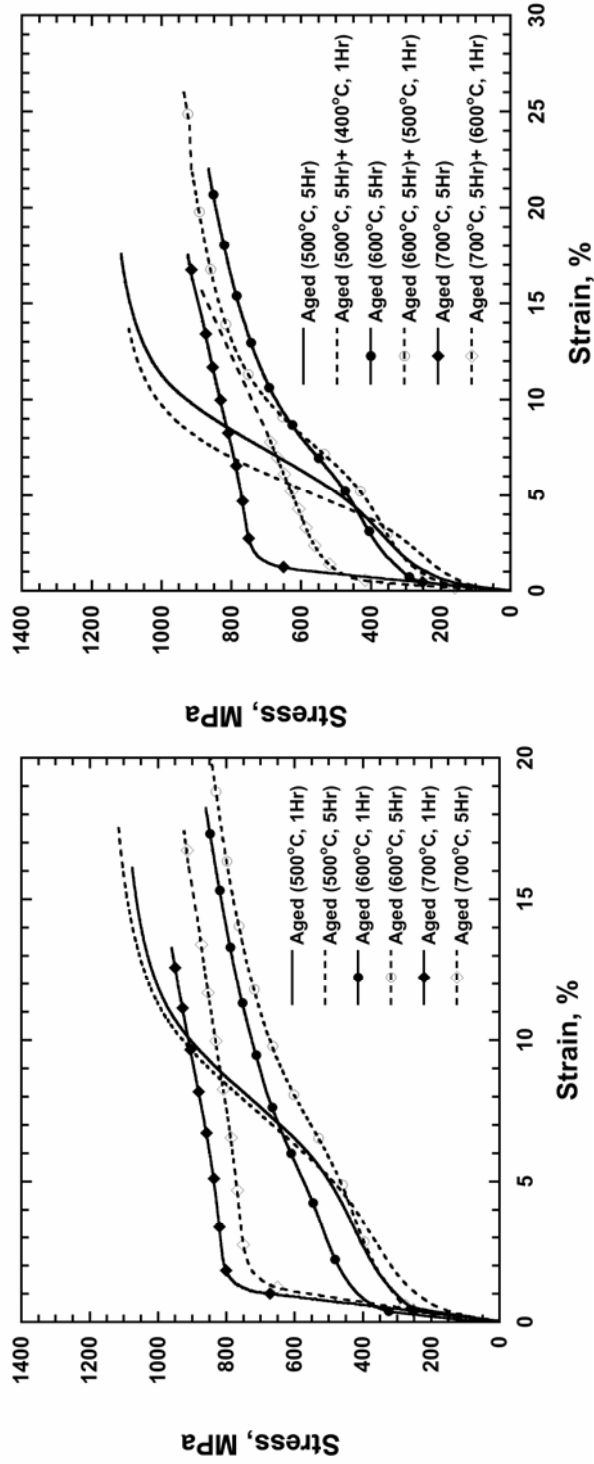 1400
1200
1000
800
600
400
200
0
Stress, MPa
Aged (500°C, 1Hr)
Aged (500°C, 5Hr)
Aged (600°C, 1Hr)
Aged (600°C, 5Hr)
Aged (700°C, 1Hr)
Aged (700°C, 5Hr)
0
5
10
15
20
Strain, %
1400
1200
1000
800
600
400
200
0
Stress, MPa
Aged (500°C, 5Hr)
Aged (500°C, 5Hr)+ (400°C, 1Hr)
Aged (600°C, 5Hr)
Aged (600°C, 5Hr)+ (500°C, 1Hr)
Aged (700°C, 5Hr)
Aged (700°C, 5Hr)+ (600°C, 1Hr)
0
5
10
15
20
25
30
Strain, %